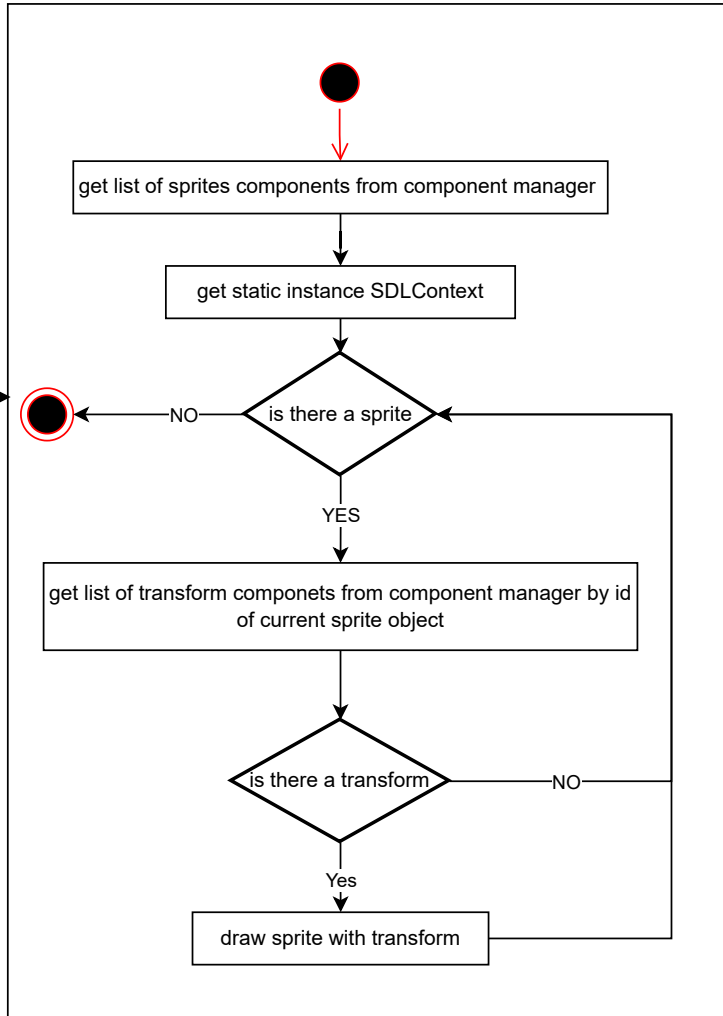 get list of sprites components from component manager
get static instance SDLContext
is there a sprite
NO
YES
get list of transform componets from component manager by id
of current sprite object
is there a transform
NO
Yes
draw sprite with transform